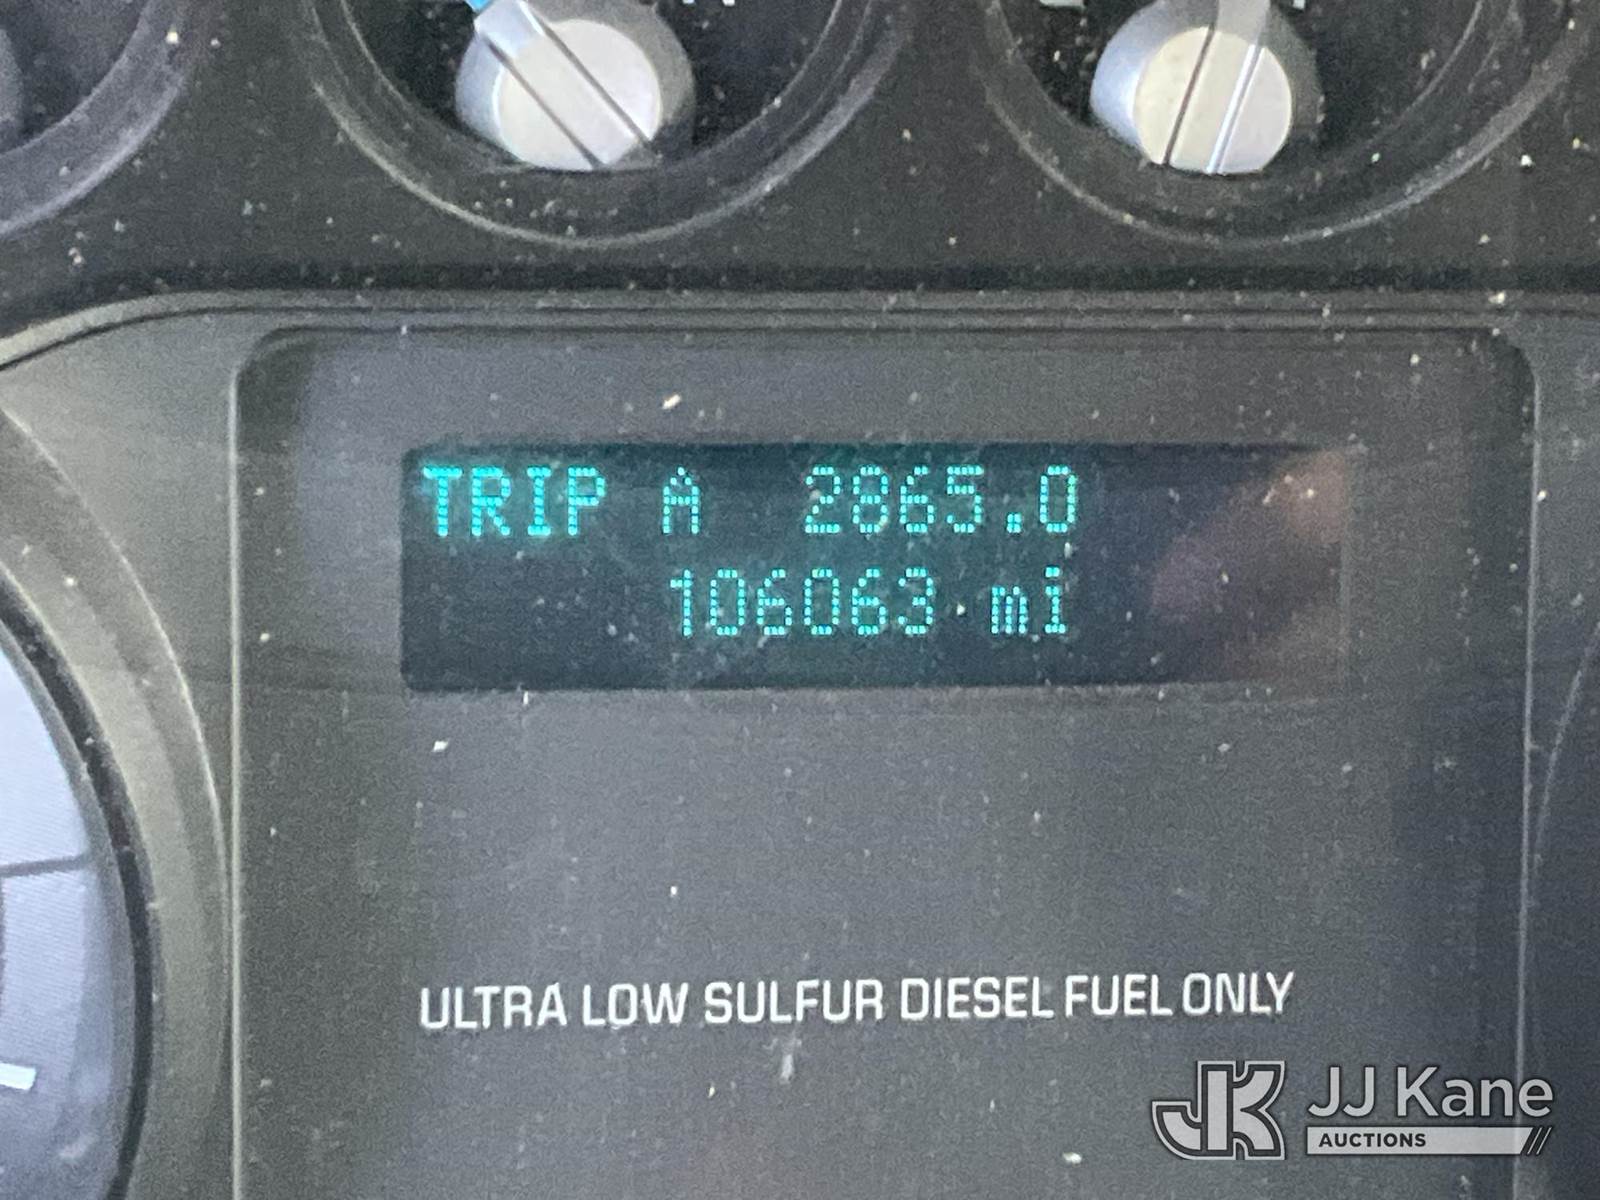 TRIP A 2865.0
106063 mi
ULTRA LOW SULFUR DIESEL FUEL ONLY
JK JJ Kane
AUCTIONS